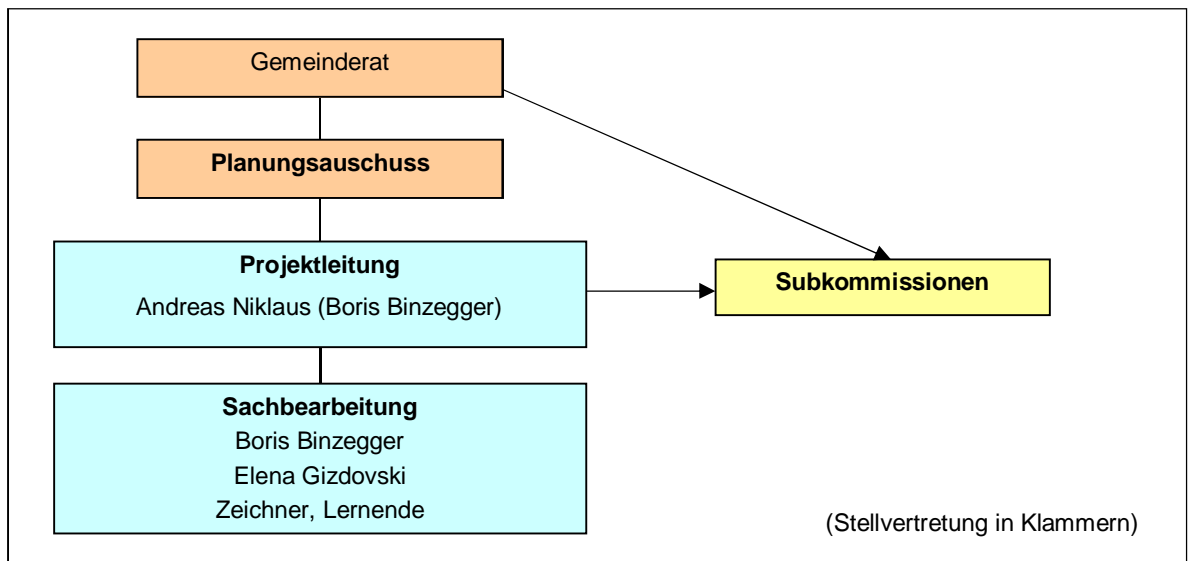 Gemeinderat
Planungsauschuss
Projektleitung
Andreas Niklaus (Boris Binzegger)
Subkommissionen
Sachbearbeitung
Boris Binzegger
Elena Gizdovski
Zeichner, Lernende
(Stellvertretung in Klammern)